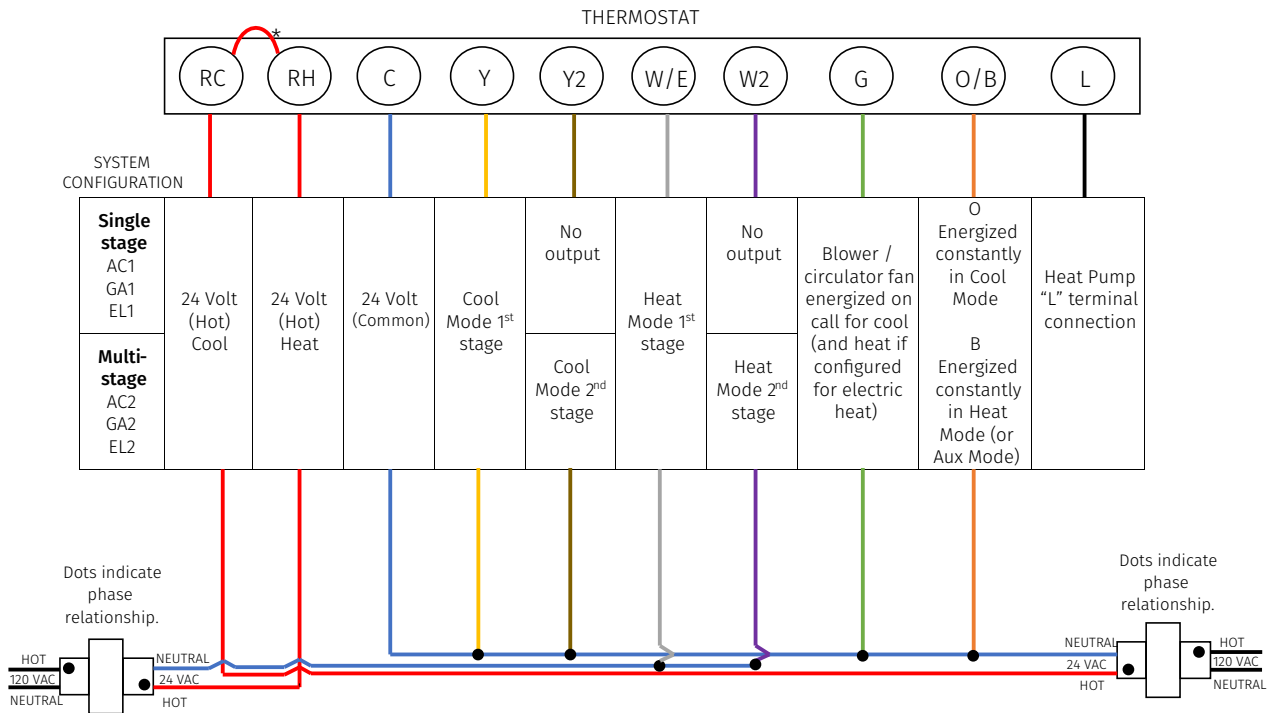 THERMOSTAT
*
RC
RH
C
Y
Y2
W/E
W2
G
O/B
L
SYSTEM
CONFIGURATION
Single
stage
AC1
GA1
EL1
Multi-
stage
AC2
GA2
EL2
24 Volt
(Hot)
Cool
24 Volt
(Hot)
Heat
24 Volt
(Common)
Cool
Mode 1st
stage
No
output
Cool
Mode 2nd
stage
Heat
Mode 1st
stage
No
output
Heat
Mode 2nd
stage
Blower /
circulator fan
energized on
call for cool
(and heat if
configured
for electric
heat)
O
Energized
constantly
in Cool
Mode
B
Energized
constantly
in Heat
Mode (or
Aux Mode)
Heat Pump
“L” terminal
connection
Dots indicate
phase
relationship.
HOT
120 VAC
NEUTRAL
NEUTRAL
24 VAC
HOT
Dots indicate
phase
relationship.
NEUTRAL
24 VAC
HOT
HOT
120 VAC
NEUTRAL